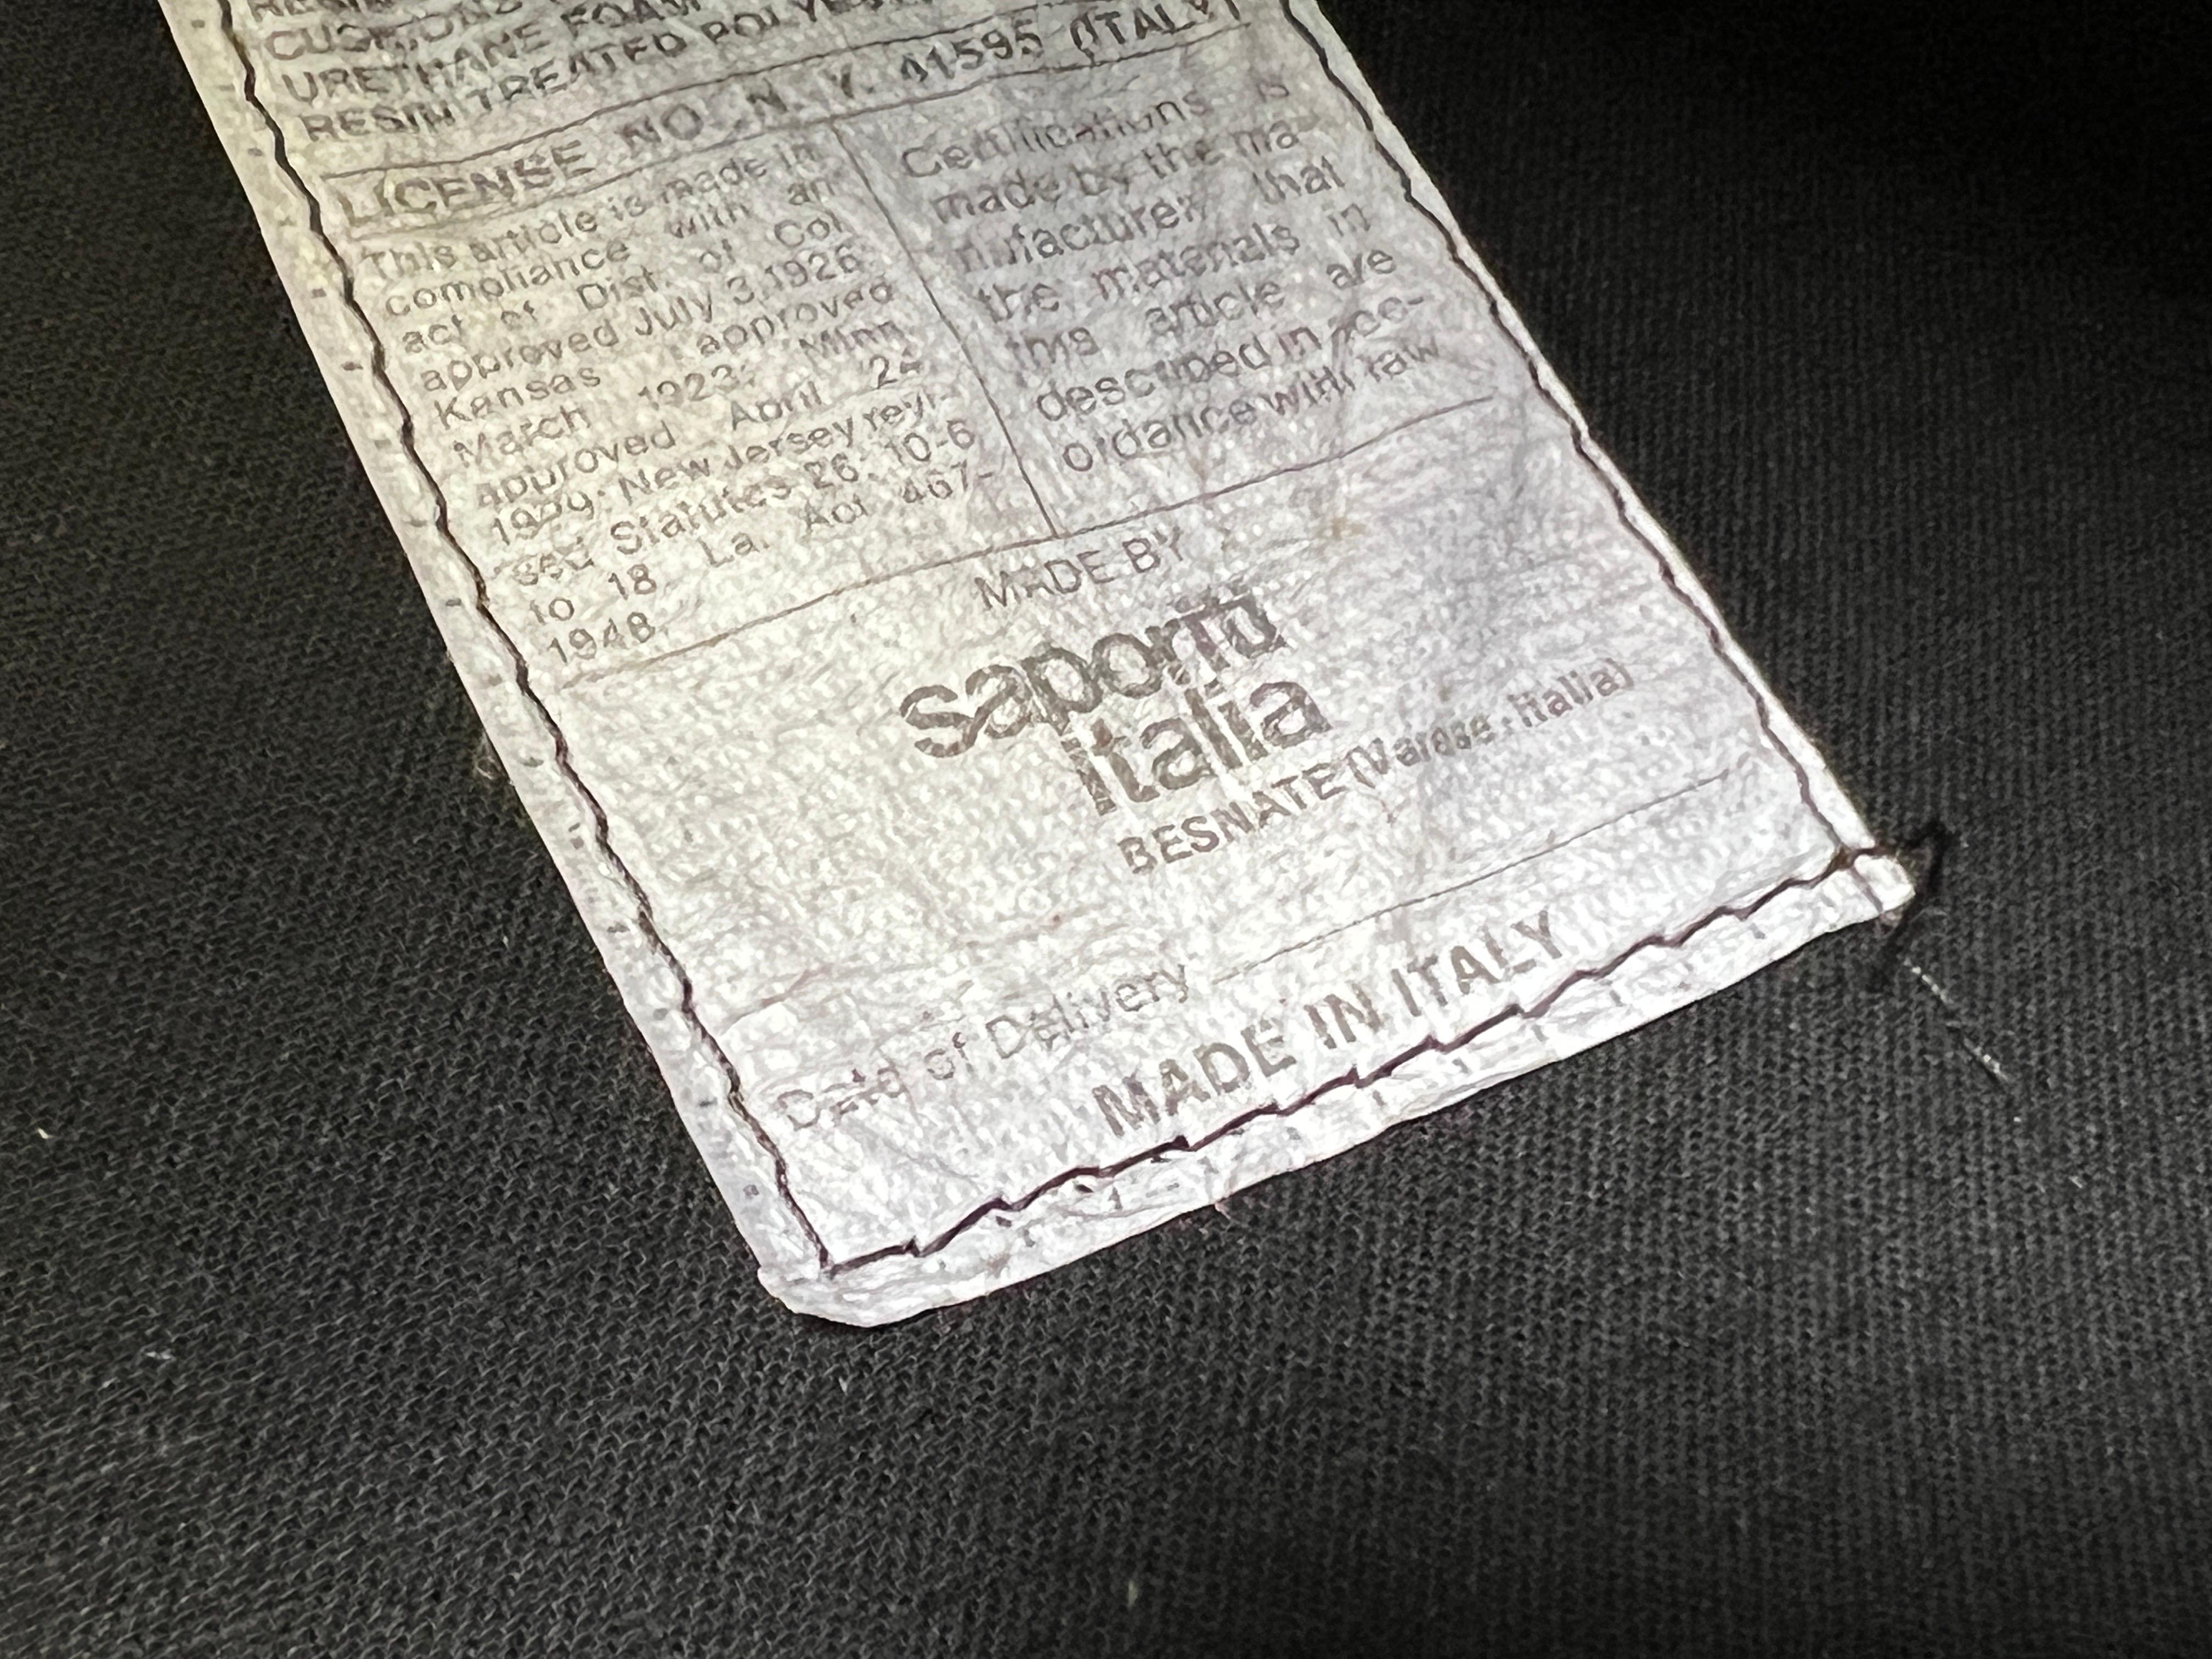 CUSHIONS
URETHANE FOAM
RESIN TREATED
LICENSE NO. N. Y. 41595 (ITALY)
This article is made in
compliance with an
act of Dist. of Col
approved July 3,1926
Kansas approved
March 1923; Minn.
approved April 24
1929; New Jersey revi-
sed Statutes 26. 10-6
to 18 La. Act 467-
1948.
Certifications is
made by the ma-
nufacturer that
the materials in
this article are
described in acc-
ordance with law
MADE BY
saporiti
italia
BESNATE (Varese - Italia)
Date of Delivery
MADE IN ITALY